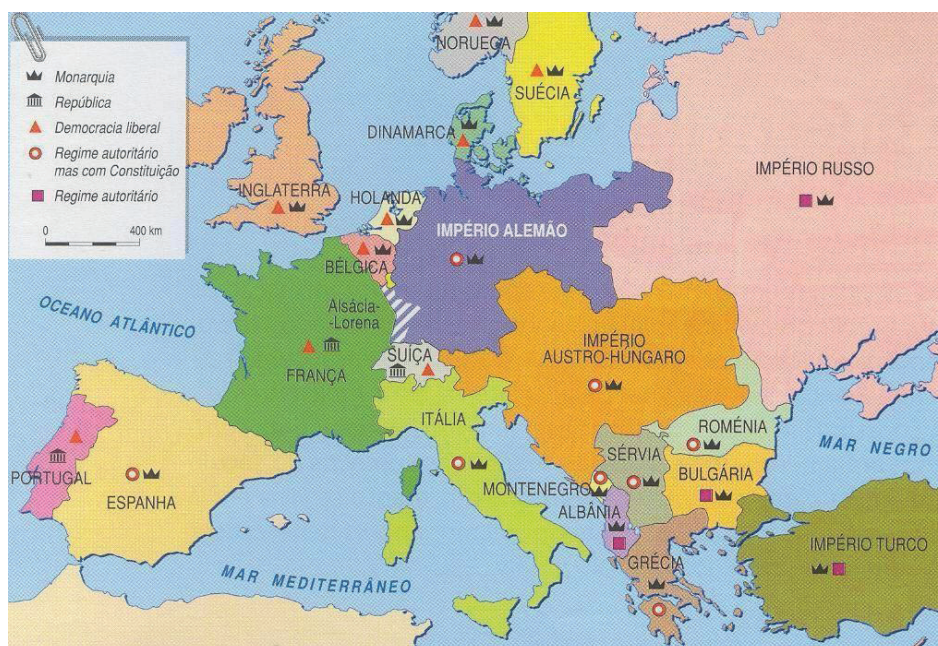 Monarquia
República
Democracia liberal
Regime autoritário
mas com Constituição
Regime autoritário
0 400 km
NORUEGA
SUÉCIA
DINAMARCA
IMPÉRIO RUSSO
INGLATERRA
HOLANDA
IMPÉRIO ALEMÃO
BÉLGICA
OCEANO ATLÂNTICO
Alsácia-
-Lorena
FRANÇA
SUÍÇA
IMPÉRIO
AUSTRO-HÚNGARO
ITÁLIA
ROMÉNIA
MAR NEGRO
SÉRVIA
PORTUGAL
ESPANHA
MONTENEGRO
BULGÁRIA
ALBÂNIA
IMPÉRIO TURCO
GRÉCIA
MAR MEDITERRÂNEO